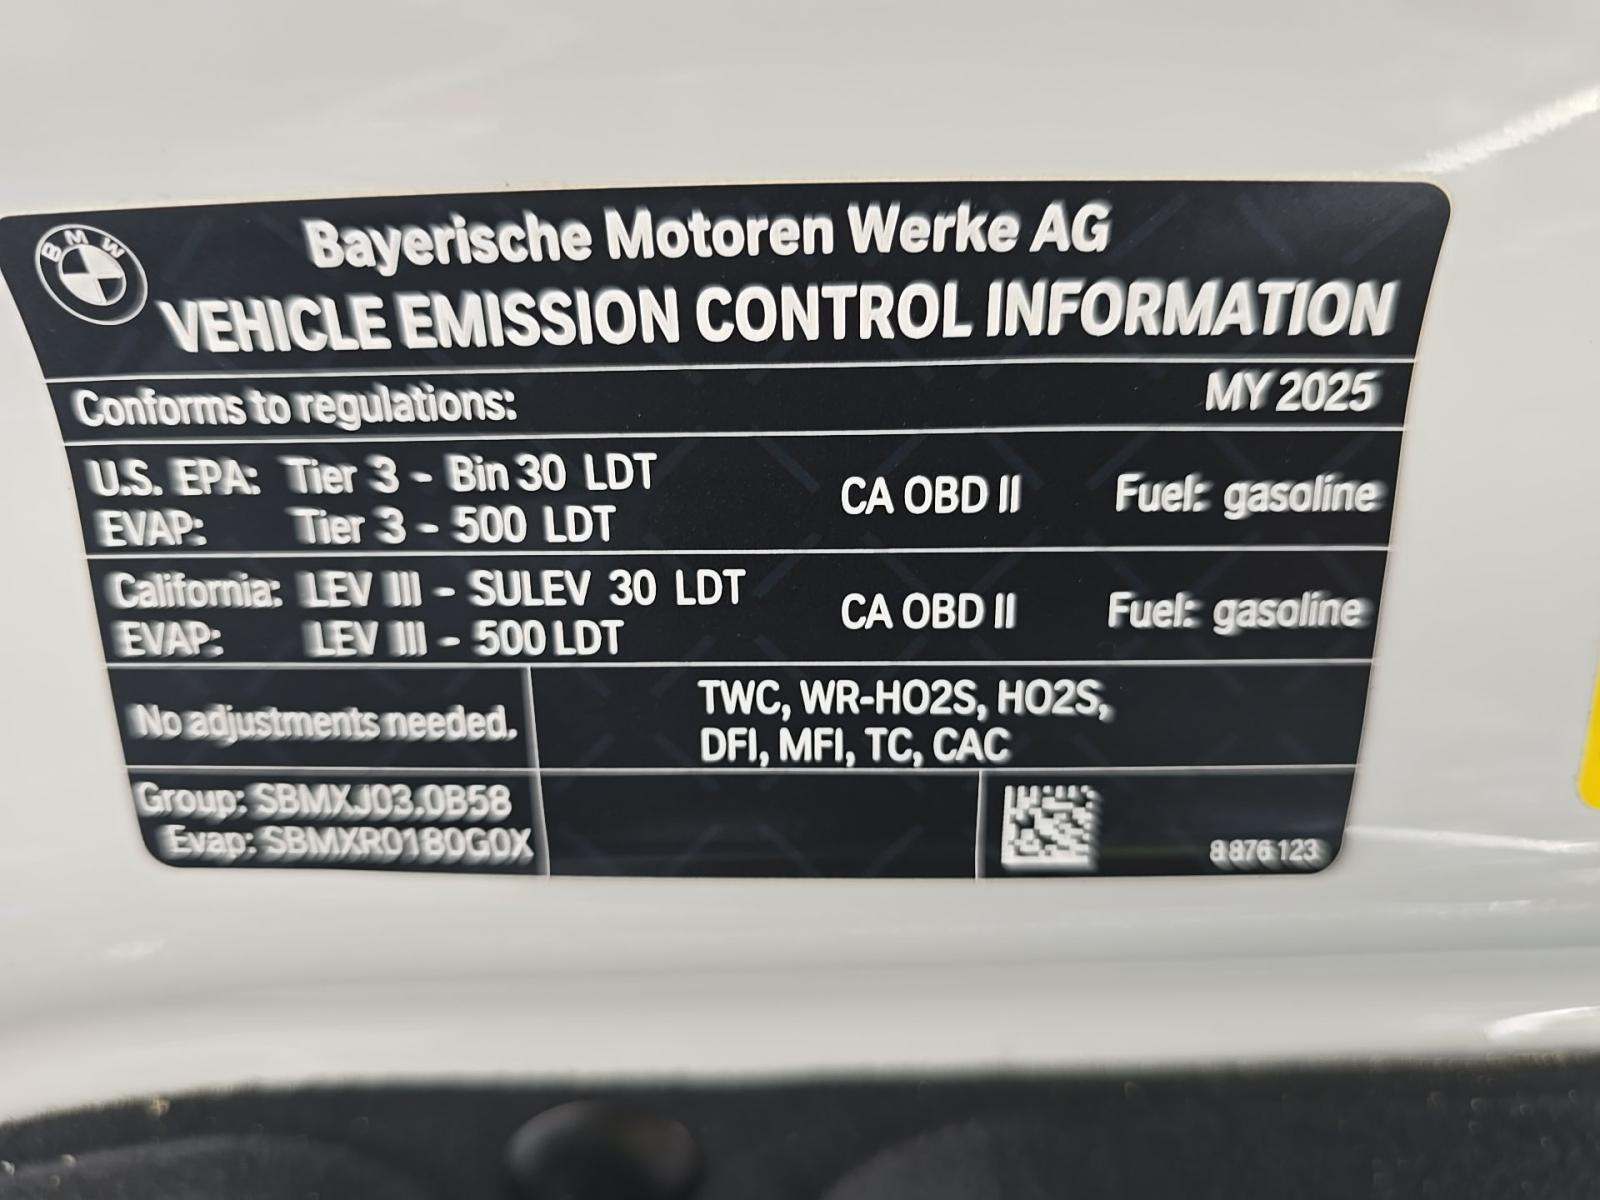 BMW
Bayerische Motoren Werke AG
VEHICLE EMISSION CONTROL INFORMATION
Conforms to regulations: MY 2025
U.S. EPA: Tier 3 - Bin 30 LDT CA OBD II Fuel: gasoline
EVAP: Tier 3 - 500 LDT
California: LEV III - SULEV 30 LDT CA OBD II Fuel: gasoline
EVAP: LEV III - 500 LDT
No adjustments needed.
TWC, WR-HO2S, HO2S,
DFI, MFI, TC, CAC
Group: SBMXJ03.0B58
Evap: SBMXR0180G0X
8 876 123